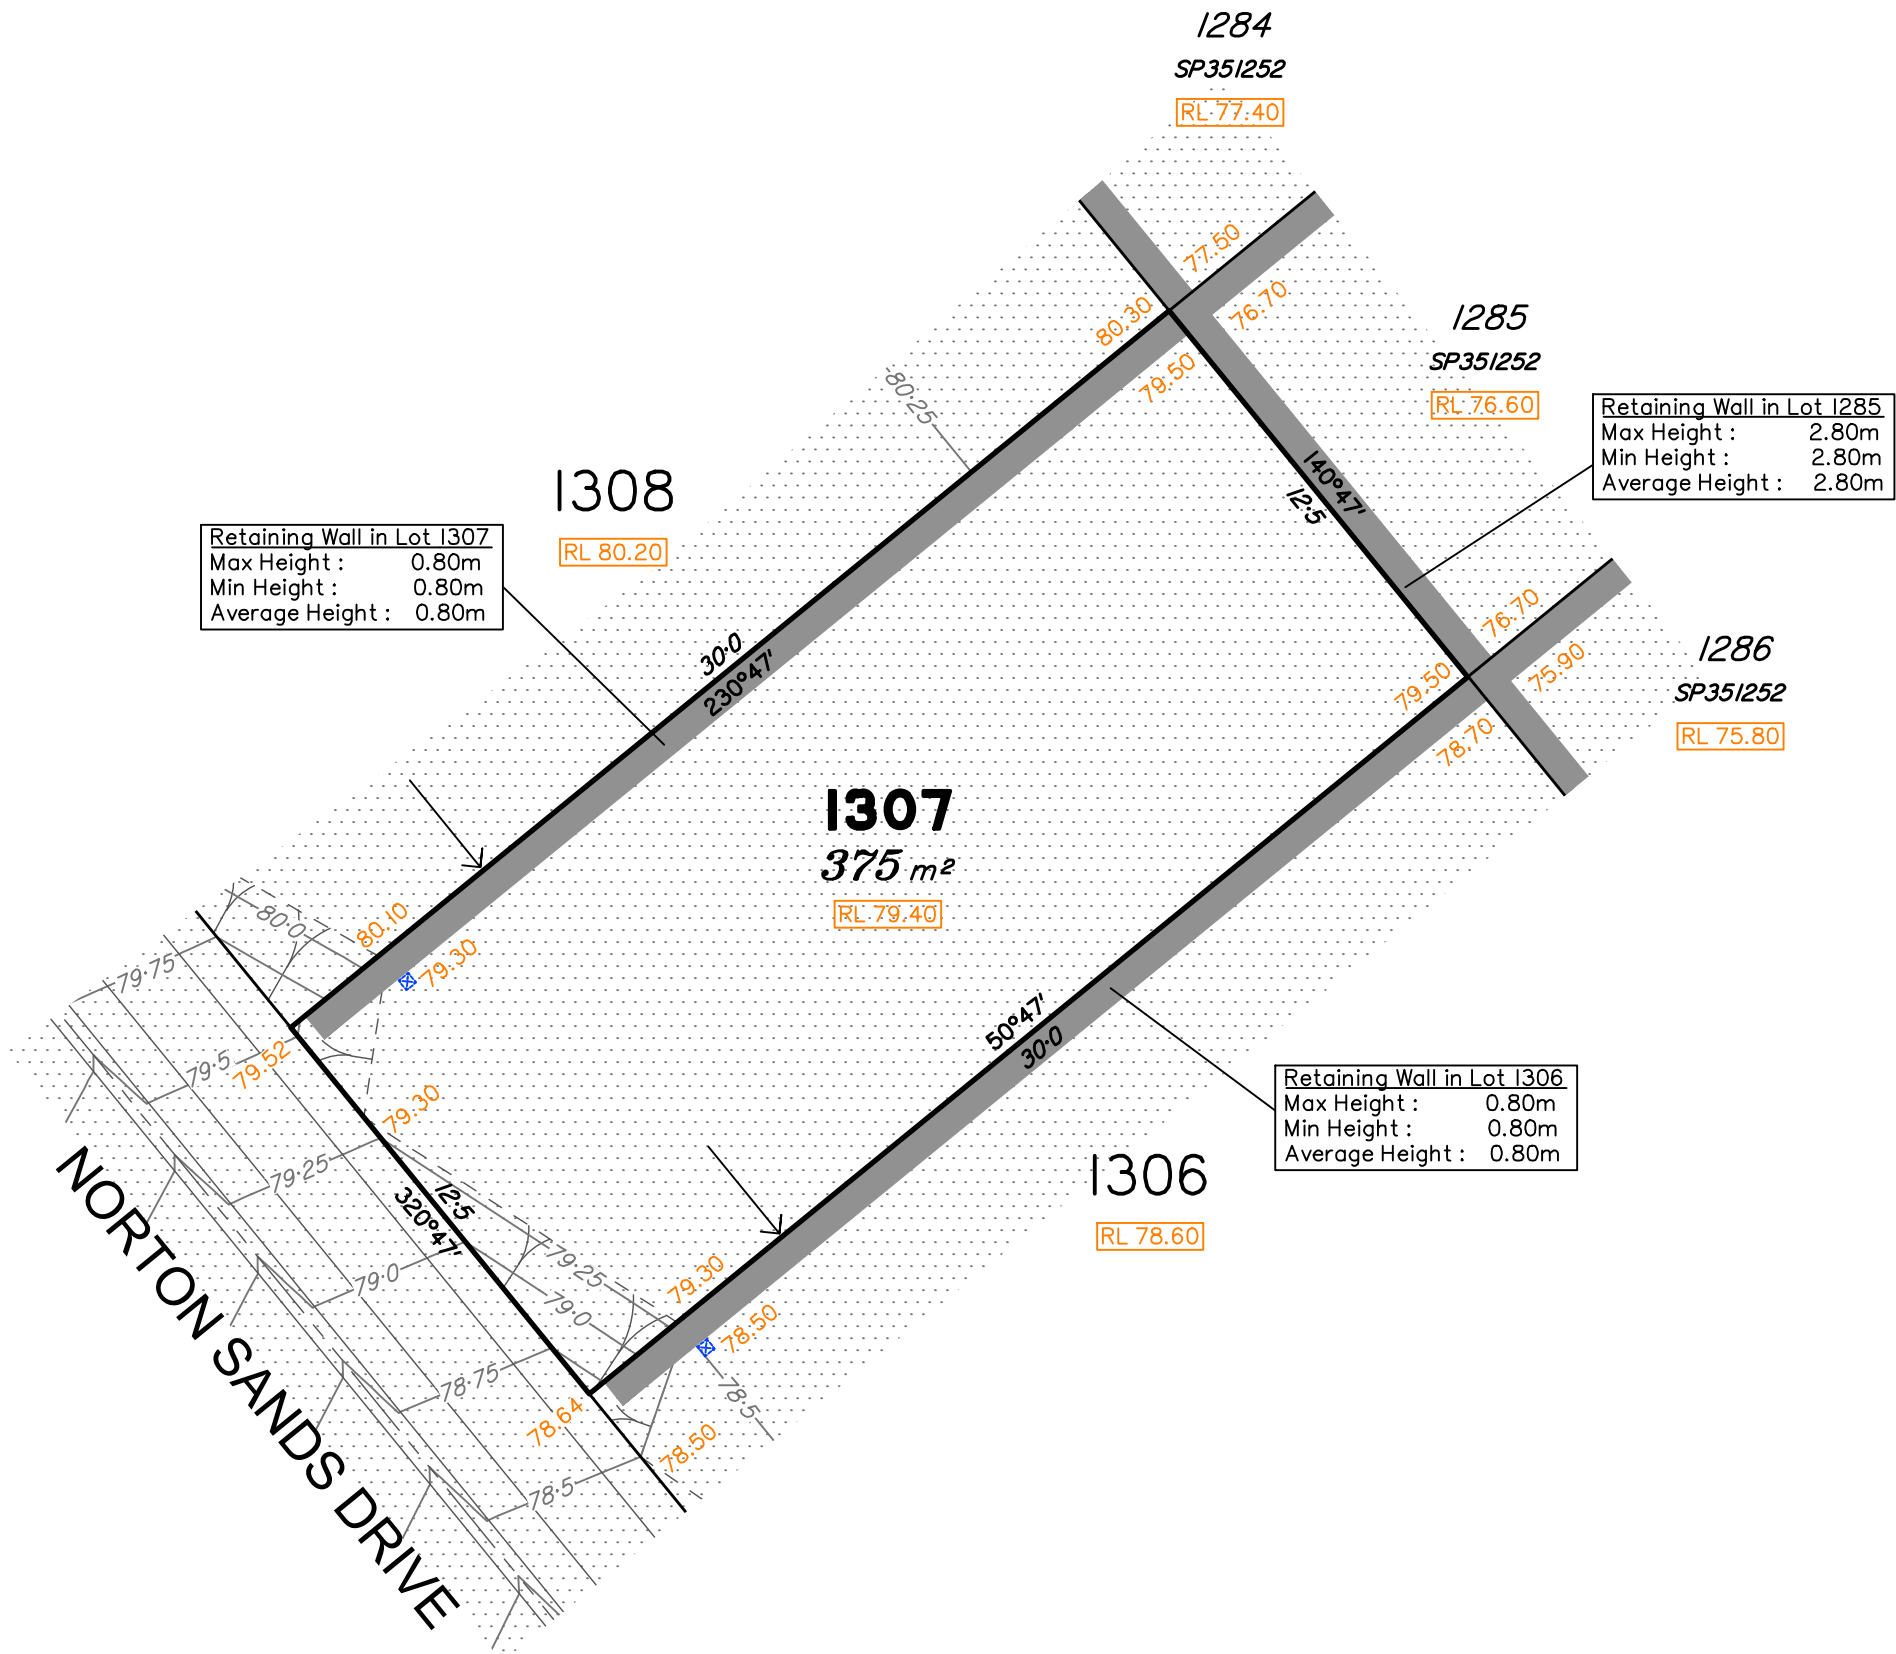 1284
SP351252
RL 77.40
77.50
76.70
80.30
79.50
1285
SP351252
RL 76.60
Retaining Wall in Lot 1285
Max Height : 2.80m
Min Height : 2.80m
Average Height : 2.80m
80·25
140°47'
12·5
1308
RL 80.20
Retaining Wall in Lot 1307
Max Height : 0.80m
Min Height : 0.80m
Average Height : 0.80m
30·0
230°47'
76.70
75.90
79.50
78.70
1286
SP351252
RL 75.80
1307
375 m²
RL 79.40
80·0
80.10
79.30
79·75
79·5
79.52
79.30
79·25
12·5
320°47'
50°47'
30·0
Retaining Wall in Lot 1306
Max Height : 0.80m
Min Height : 0.80m
Average Height : 0.80m
1306
RL 78.60
79·25
79.30
79·0
79·0
78.50
78·75
78·5
78.64
78.50
78·5
NORTON SANDS DRIVE